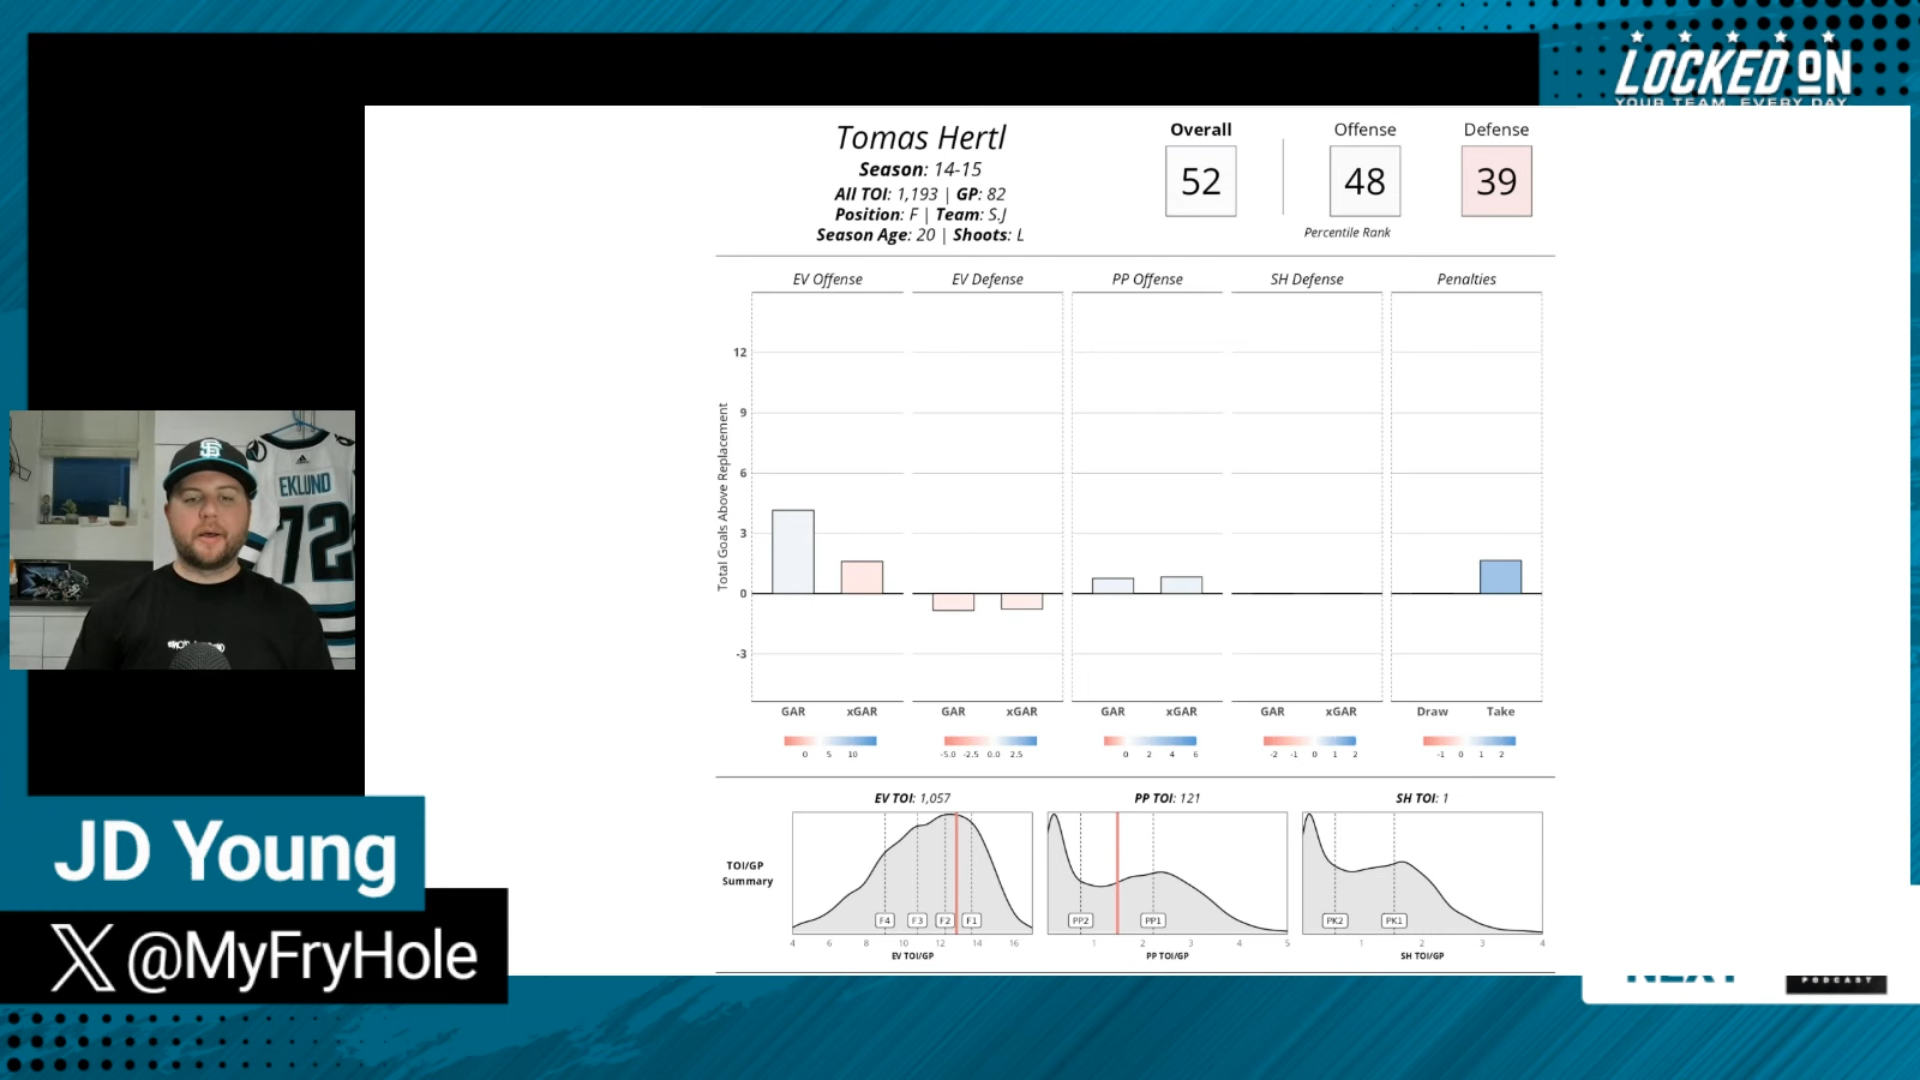 LOCKED ON
YOUR TEAM. EVERY DAY
Tomas Hertl
Season: 14-15
All TOI: 1,193 | GP: 82
Position: F | Team: S.J
Season Age: 20 | Shoots: L
Overall
52
Offense
48
Defense
39
Percentile Rank
EV Offense
EV Defense
PP Offense
SH Defense
Penalties
Total Goals Above Replacement
12
9
6
3
0
-3
GAR xGAR
GAR xGAR
GAR xGAR
GAR xGAR
Draw Take
0 5 10
-5.0 -2.5 0.0 2.5
0 2 4 6
-2 -1 0 1 2
-1 0 1 2
EKLUND
72
EV TOI: 1,057
PP TOI: 121
SH TOI: 1
TOI/GP
Summary
F4 F3 F2 F1
PP2 PP1
PK2 PK1
4 6 8 10 12 14 16
1 2 3 4 5
1 2 3 4
EV TOI/GP
PP TOI/GP
SH TOI/GP
JD Young
X @MyFryHole
NEXT
PODCAST